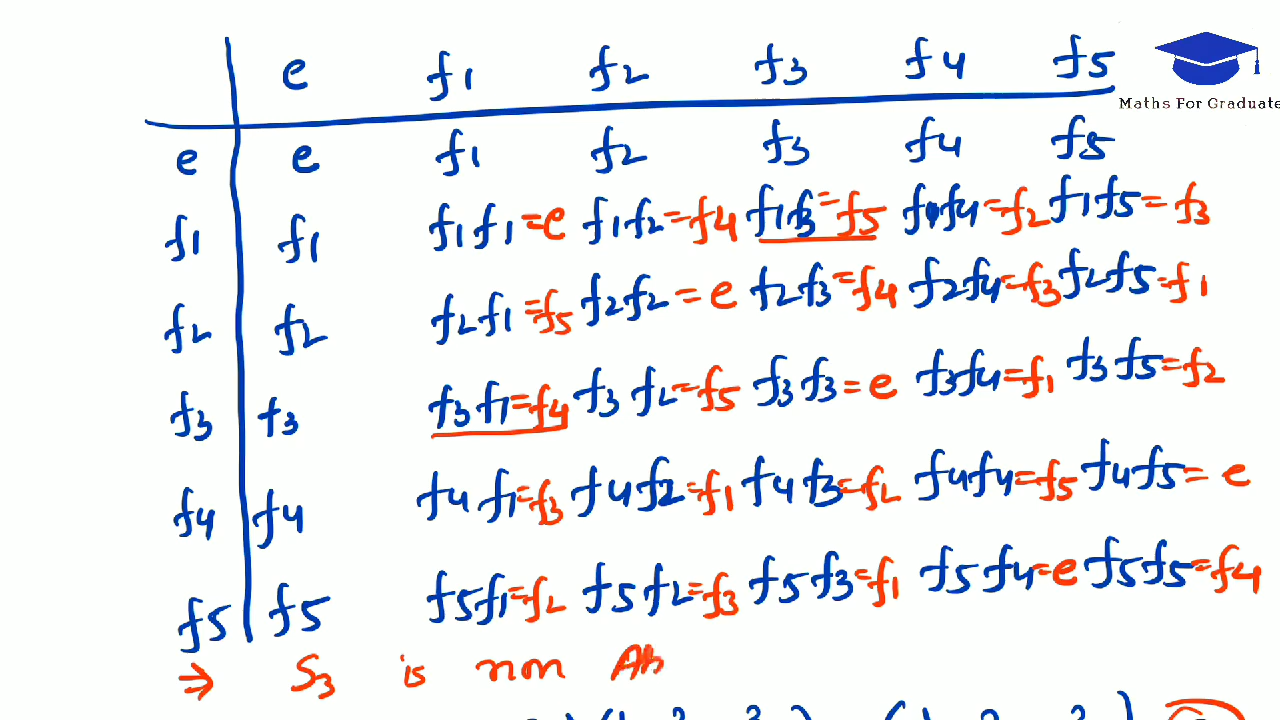 e f1 f2 f3 f4 f5
Maths For Graduate
e e f1 f2 f3 f4 f5
f1 f1 f1f1=e f1f2=f4 f1f3=f5 f1f4=f2 f1f5=f3
f2 f2 f2f1=f5 f2f2=e f2f3=f4 f2f4=f3 f2f5=f1
f3 f3 f3f1=f4 f3f2=f5 f3f3=e f3f4=f1 f3f5=f2
f4 f4 f4f1=f3 f4f2=f1 f4f3=f2 f4f4=f5 f4f5=e
f5 f5 f5f1=f2 f5f2=f3 f5f3=f1 f5f4=e f5f5=f4
⇒ S3 is non Ab